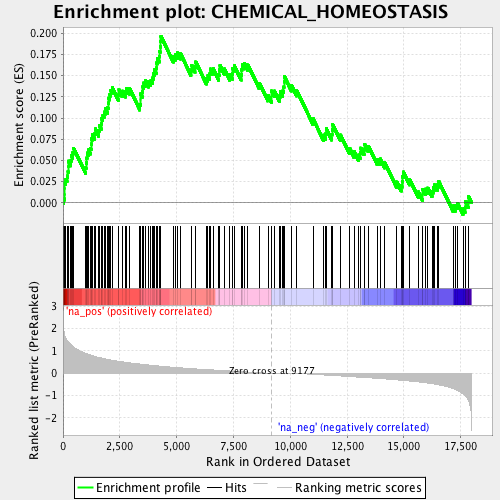 Enrichment plot: CHEMICAL_HOMEOSTASIS
Enrichment score (ES)
0.200
0.175
0.150
0.125
0.100
0.075
0.050
0.025
0.000
Ranked list metric (PreRanked)
'na_pos' (positively correlated)
3
2
1
0
-1
-2
Zero cross at 9177
'na_neg' (negatively correlated)
0
2,500
5,000
7,500
10,000
12,500
15,000
17,500
Rank in Ordered Dataset
Enrichment profile
Hits
Ranking metric scores